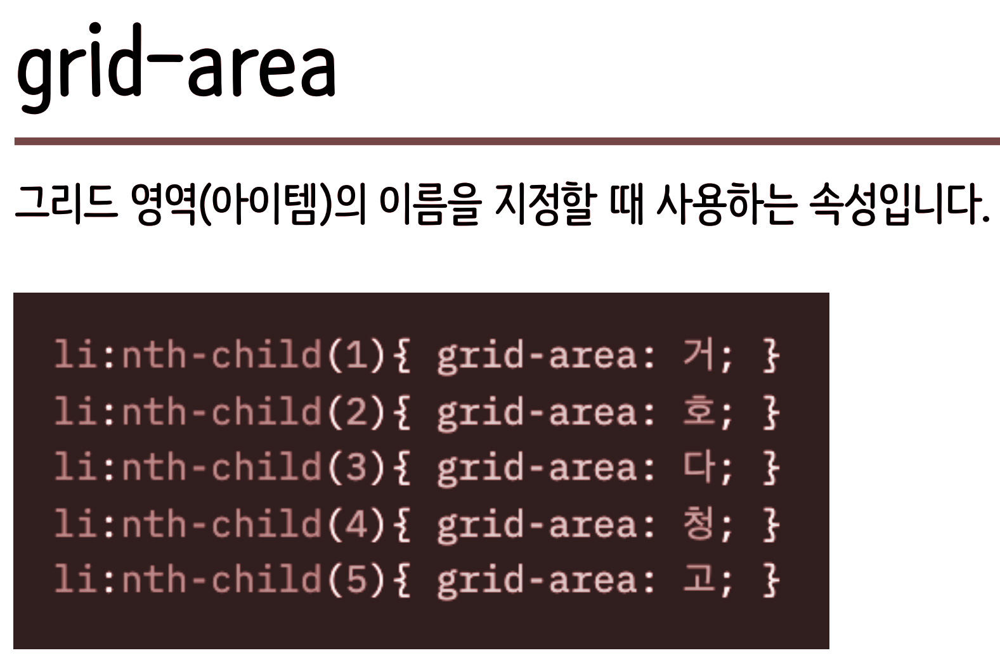 grid-area
그리드 영역(아이템)의 이름을 지정할 때 사용하는 속성입니다.
li:nth-child(1){ grid-area: 거; }
li:nth-child(2){ grid-area: 호; }
li:nth-child(3){ grid-area: 다; }
li:nth-child(4){ grid-area: 청; }
li:nth-child(5){ grid-area: 고; }